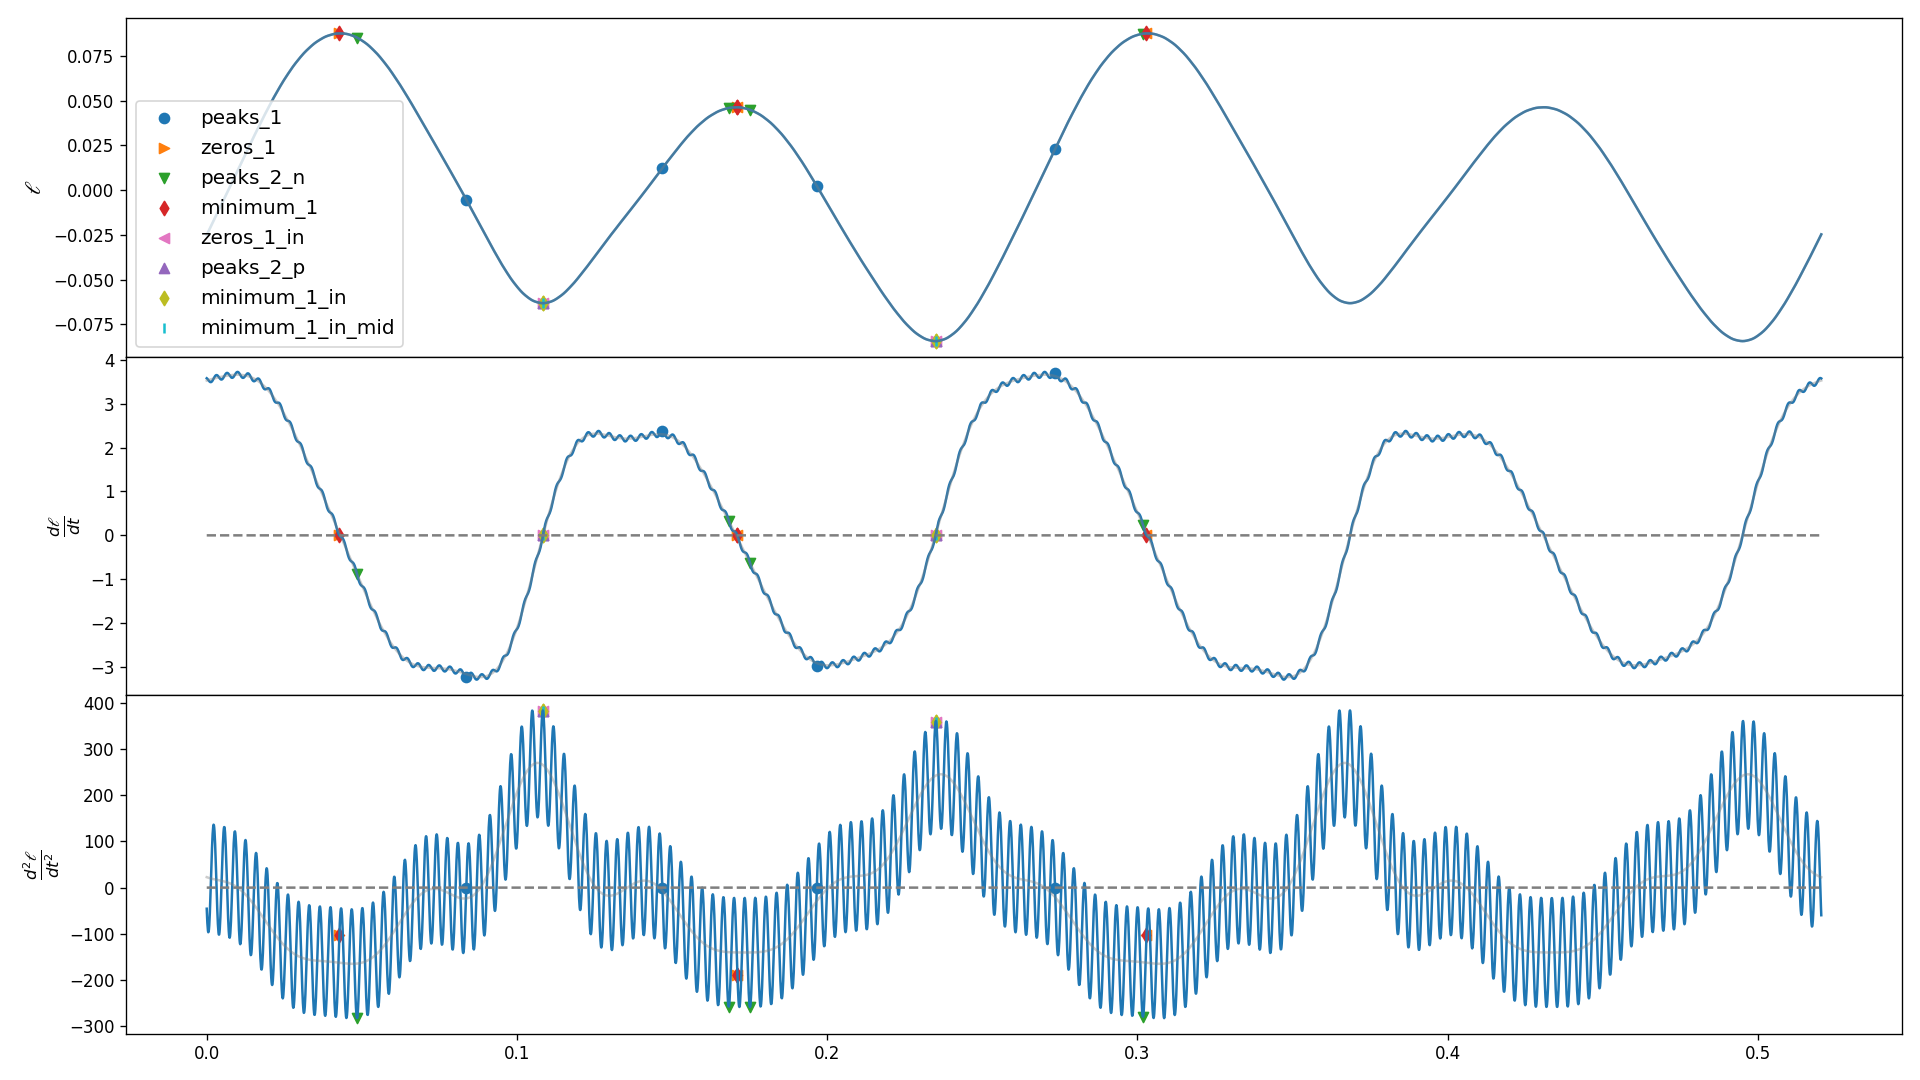 0.075
0.050
0.025
0.000
−0.025
−0.050
−0.075
ℓ
peaks_1
zeros_1
peaks_2_n
minimum_1
zeros_1_in
peaks_2_p
minimum_1_in
minimum_1_in_mid
4
3
2
1
0
−1
−2
−3
dℓ
dt
400
300
200
100
0
−100
−200
−300
d²ℓ
dt²
0.0 0.1 0.2 0.3 0.4 0.5